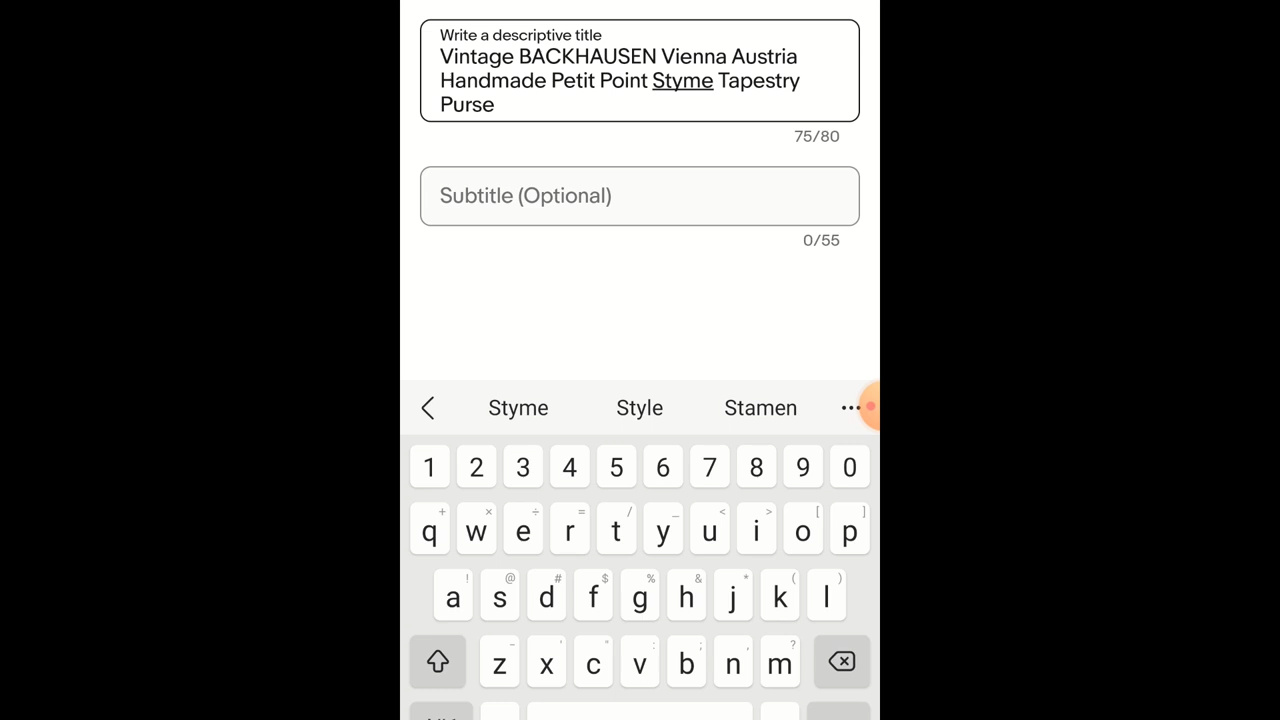 Write a descriptive title
Vintage BACKHAUSEN Vienna Austria
Handmade Petit Point Styme Tapestry
Purse
75/80
Subtitle (Optional)
0/55
Styme Style Stamen ...
1 2 3 4 5 6 7 8 9 0
+ × ÷ = / _ < > [ ]
q w e r t y u i o p
! @ # $ % & * ( )
a s d f g h j k l
- ' " : ; , ?
z x c v b n m